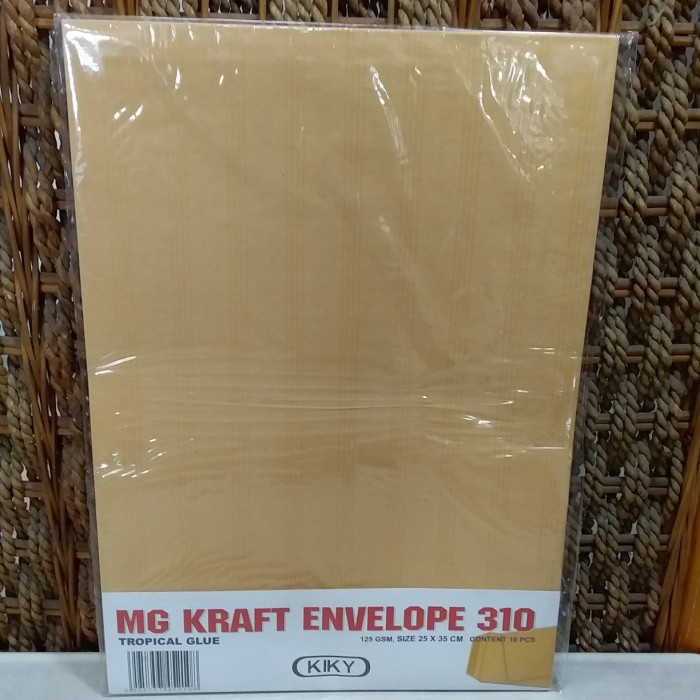 MG KRAFT ENVELOPE 310
TROPICAL GLUE
125 GSM, SIZE 25 X 35 CM CONTENT 10 PCS
KIKY